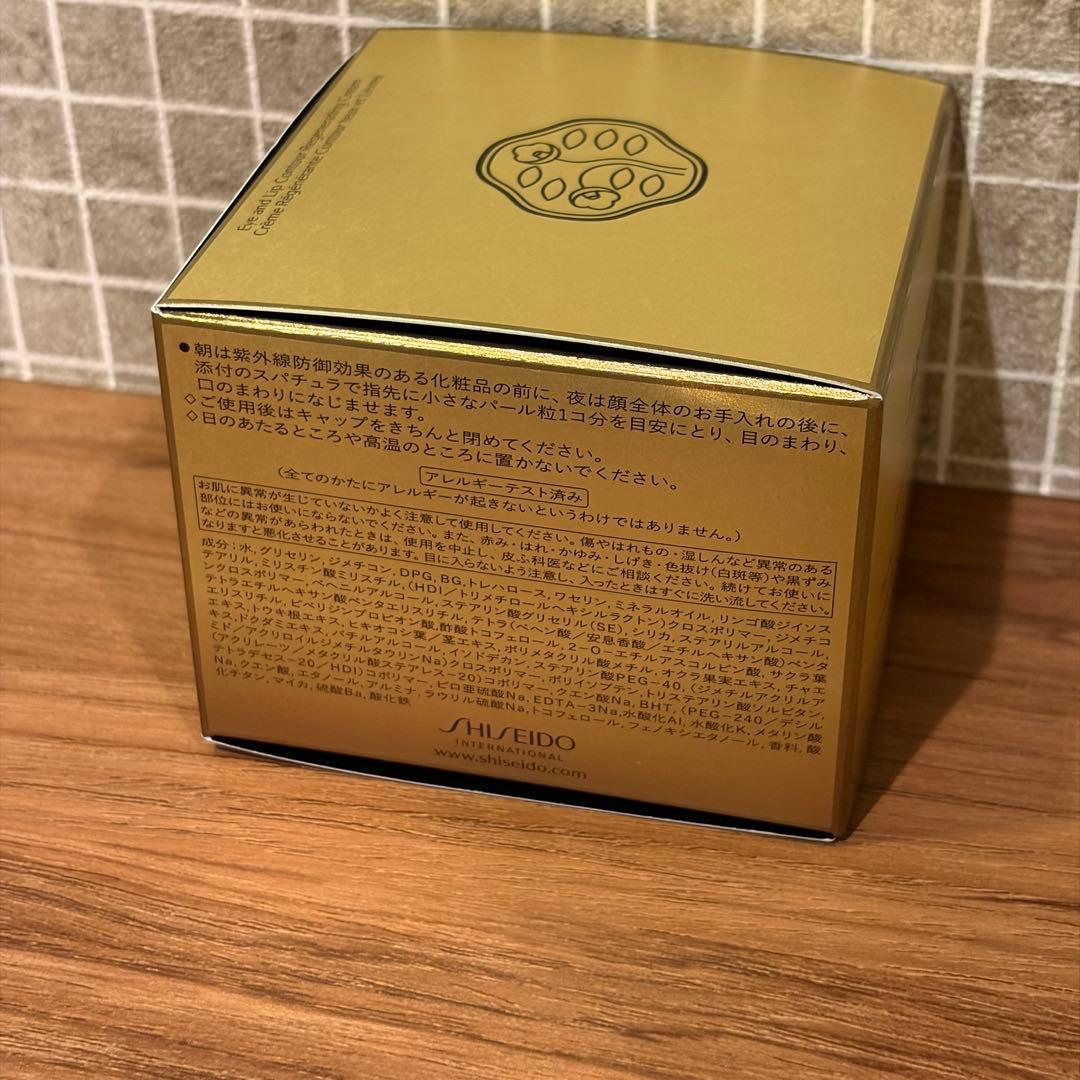 Eye and Lip Contour Regenerating Cream
Crème Régénérante Contour Yeux et Lèvres
●朝は紫外線防御効果のある化粧品の前に、夜は顔全体のお手入れの後に、
添付のスパチュラで指先に小さなパール粒1コ分を目安にとり、目のまわり、
口のまわりになじませます。
◇ご使用後はキャップをきちんと閉めてください。
◇日のあたるところや高温のところに置かないでください。
アレルギーテスト済み
(全てのかたにアレルギーが起きないというわけではありません。)
お肌に異常が生じていないかよく注意して使用してください。傷やはれもの・湿しんなど異常のある
部位にはお使いにならないでください。また、赤み・はれ・かゆみ・しげき・色抜け(白斑等)や黒ずみ
などの異常があらわれたときは、使用を中止し、皮ふ科医などにご相談ください。続けてお使いに
なりますと悪化させることがあります。目に入らないよう注意し、入ったときはすぐに洗い流してください。
成分:水,グリセリン,ジメチコン,DPG,BG,トレハロース,ワセリン,ミネラルオイル,リンゴ酸ジイソス
テアリル,ミリスチン酸ミリスチル,(HDI/トリメチロールヘキシルラクトン)クロスポリマー,ジメチコ
ンクロスポリマー,ベヘニルアルコール,ステアリン酸グリセリル(SE),シリカ,ステアリルアルコール,
テトラエチルヘキサン酸ペンタエリスリチル,テトラ(ベヘン酸/安息香酸/エチルヘキサン酸)ペンタ
エリスリチル,ピペリジンプロピオン酸,酢酸トコフェロール,2-O-エチルアスコルビン酸,サクラ葉
エキス,トウキ根エキス,ヒキオコシ葉/茎エキス,ポリメタクリル酸メチル,オクラ果実エキス,チャエ
キス,ドクダミエキス,バチルアルコール,イソドデカン,ステアリン酸PEG-40,(ジメチルアクリルア
ミド/アクリロイルジメチルタウリンNa)クロスポリマー,ポリイソブテン,トリステアリン酸ソルビタン,
(アクリレーツ/メタクリル酸ステアレス-20)コポリマー,クエン酸Na,BHT,(PEG-240/デシル
テトラデセス-20/HDI)コポリマー,ピロ亜硫酸Na,EDTA-3Na,水酸化Al,水酸化K,メタリン酸
Na,クエン酸,エタノール,アルミナ,ラウリル硫酸Na,トコフェロール,フェノキシエタノール,香料,酸
化チタン,マイカ,硫酸Ba,酸化鉄
SHISEIDO
INTERNATIONAL
www.shiseido.com